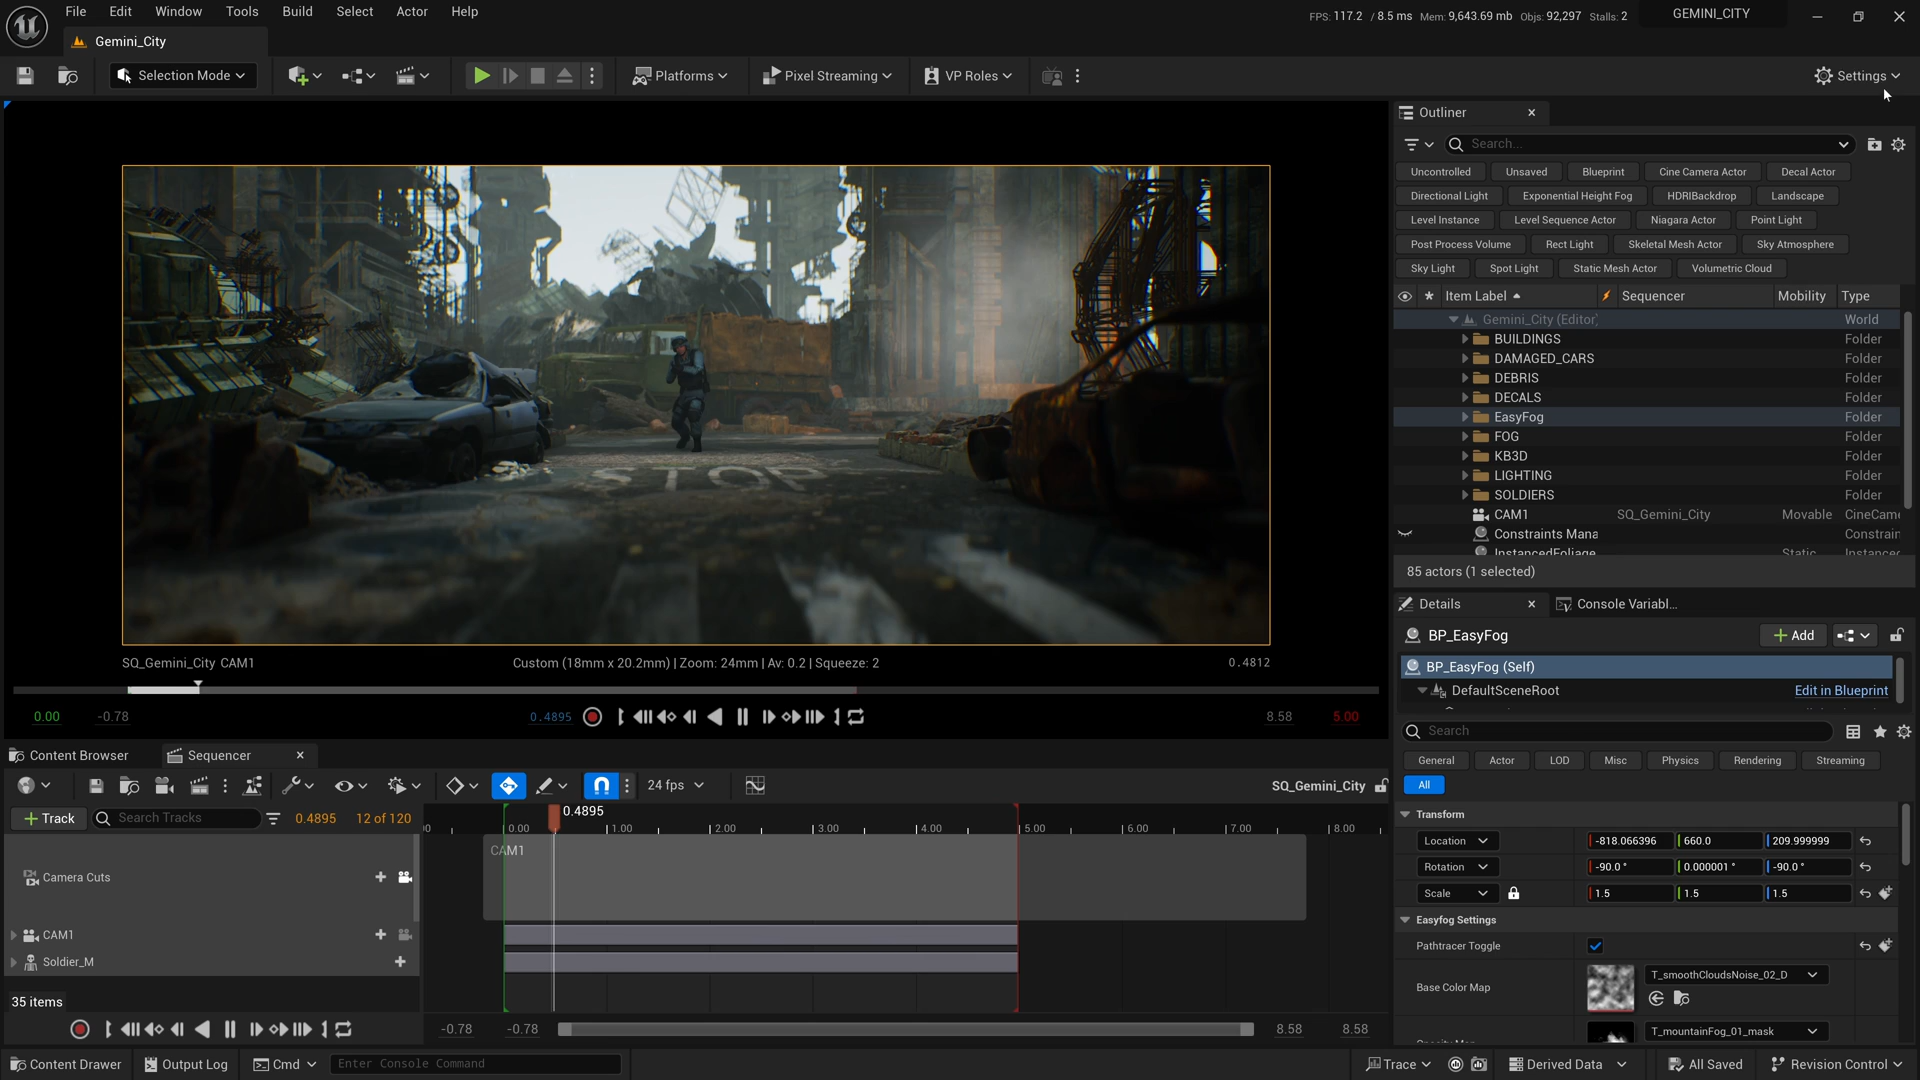 File Edit Window Tools Build Select Actor Help
FPS: 117.2 / 8.5 ms Mem: 9,643.69 mb Objs: 92,297 Stalls: 2
GEMINI_CITY
Gemini_City
Selection Mode
Platforms
Pixel Streaming
VP Roles
Settings
Outliner
Search...
Uncontrolled Unsaved Blueprint Cine Camera Actor Decal Actor
Directional Light Exponential Height Fog HDRIBackdrop Landscape
Level Instance Level Sequence Actor Niagara Actor Point Light
Post Process Volume Rect Light Skeletal Mesh Actor Sky Atmosphere
Sky Light Spot Light Static Mesh Actor Volumetric Cloud
Item Label Sequencer Mobility Type
Gemini_City (Editor) World
BUILDINGS Folder
DAMAGED_CARS Folder
DEBRIS Folder
DECALS Folder
EasyFog Folder
FOG Folder
KB3D Folder
LIGHTING Folder
SOLDIERS Folder
CAM1 SQ_Gemini_City Movable CineCame
Constraints Mana Constrain
InstancedFoliage Static Instanced
85 actors (1 selected)
STOP
SQ_Gemini_City CAM1
Custom (18mm x 20.2mm) | Zoom: 24mm | Av: 0.2 | Squeeze: 2
0.4812
0.00 -0.78 0.4895 8.58 5.00
Details
Console Variabl...
BP_EasyFog
Add
BP_EasyFog (Self)
DefaultSceneRoot
Edit in Blueprint
Search
General Actor LOD Misc Physics Rendering Streaming
All
Transform
Location -818.066396 660.0 209.999999
Rotation -90.0 ° 0.000001 ° -90.0 °
Scale 1.5 1.5 1.5
Easyfog Settings
Pathtracer Toggle
Base Color Map T_smoothCloudsNoise_02_D
T_mountainFog_01_mask
Content Browser
Sequencer
24 fps
SQ_Gemini_City
Track
Search Tracks
0.4895 12 of 120
0.4895
00 0.00 1.00 2.00 3.00 4.00 5.00 6.00 7.00 8.00
CAM1
Camera Cuts
CAM1
Soldier_M
35 items
-0.78 -0.78 8.58 8.58
Content Drawer
Output Log
Cmd
Enter Console Command
Trace
Derived Data
All Saved
Revision Control